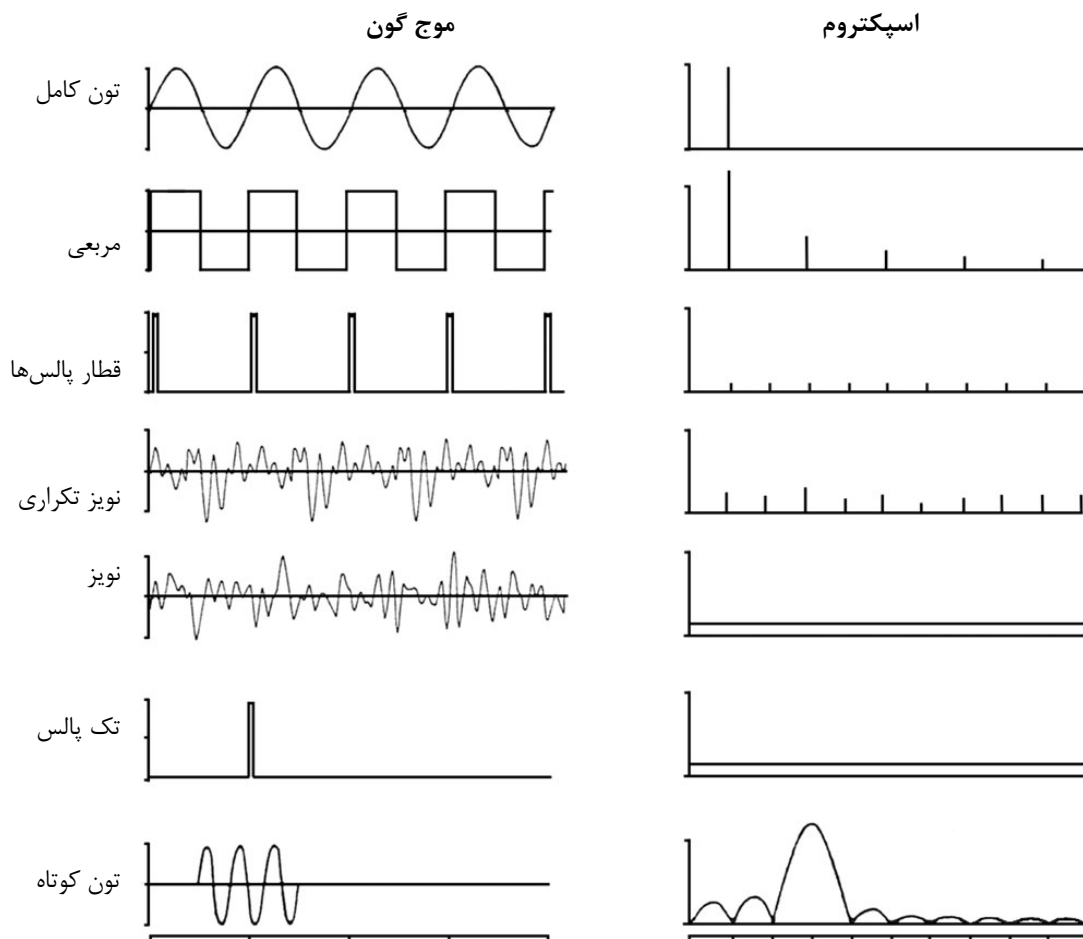 موج گون
اسپکتروم
تون کامل
مربعی
قطار پالس‌ها
نویز تکراری
نویز
تک پالس
تون کوتاه